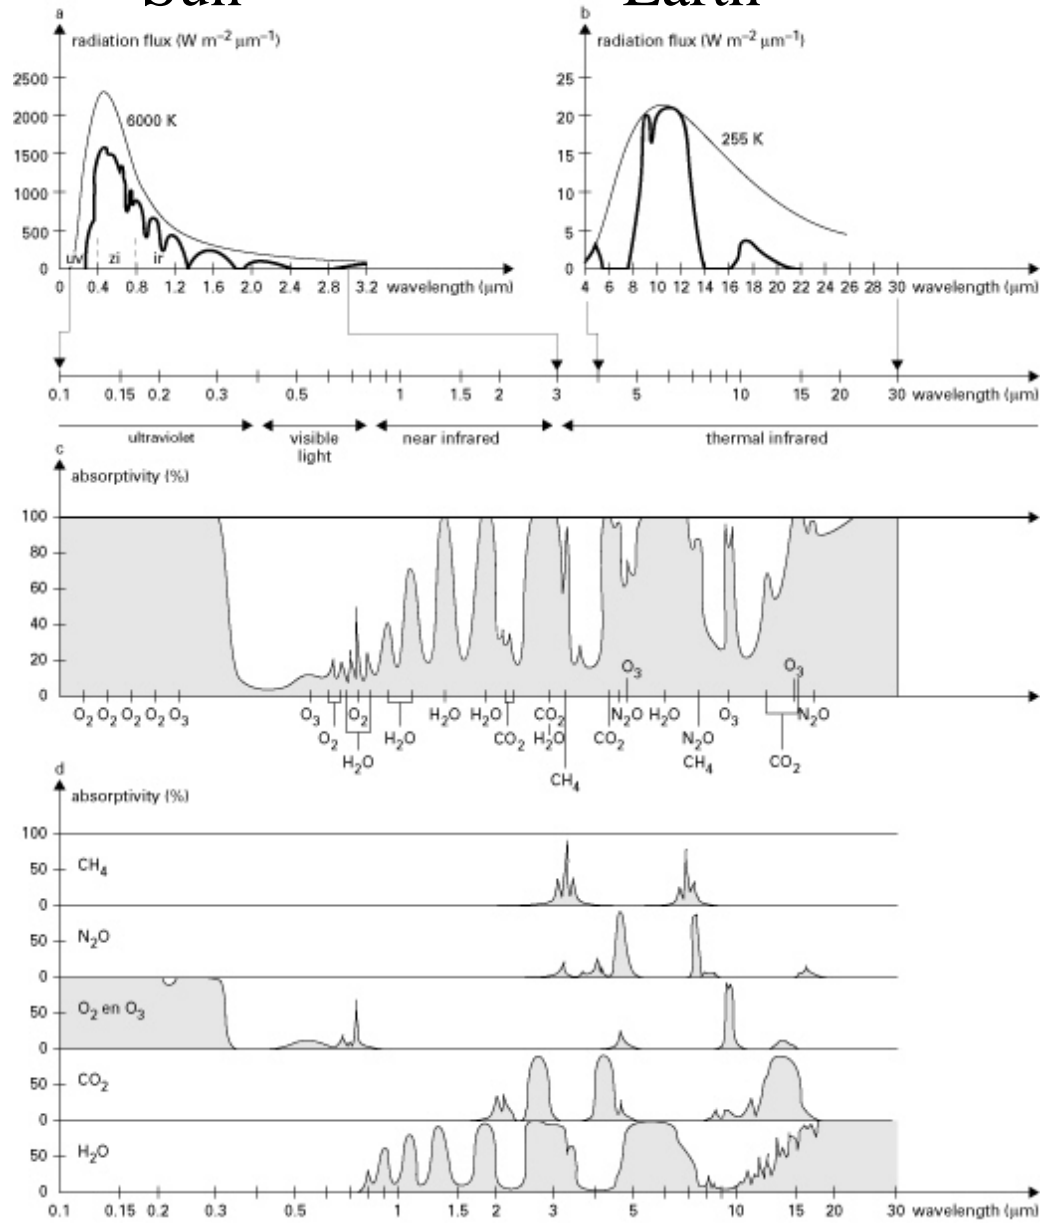 Sun Earth
a b
radiation flux (W m⁻² μm⁻¹) radiation flux (W m⁻² μm⁻¹)
2500 25
2000 20
6000 K 255 K
1500 15
1000 10
500 5
uv zi ir
0 0
0 0.4 0.8 1.2 1.6 2.0 2.4 2.8 3.2 wavelength (μm) 4 6 8 10 12 14 16 18 20 22 24 26 28 30 wavelength (μm)
0.1 0.15 0.2 0.3 0.5 1 1.5 2 3 5 10 15 20 30 wavelength (μm)
ultraviolet visible light near infrared thermal infrared
c
absorptivity (%)
100
80
60
40
20
0
O₃ O₃
O₂ O₂ O₂ O₂ O₃ O₃ O₂ H₂O H₂O CO₂ N₂O H₂O O₃ N₂O
O₂ H₂O CO₂ H₂O CO₂ N₂O
H₂O CH₄ CO₂
CH₄
d
absorptivity (%)
100
CH₄
50
0
N₂O
50
0
O₂ en O₃
50
0
CO₂
50
0
H₂O
50
0
0.1 0.15 0.2 0.3 0.5 1 1.5 2 3 5 10 15 20 30 wavelength (μm)